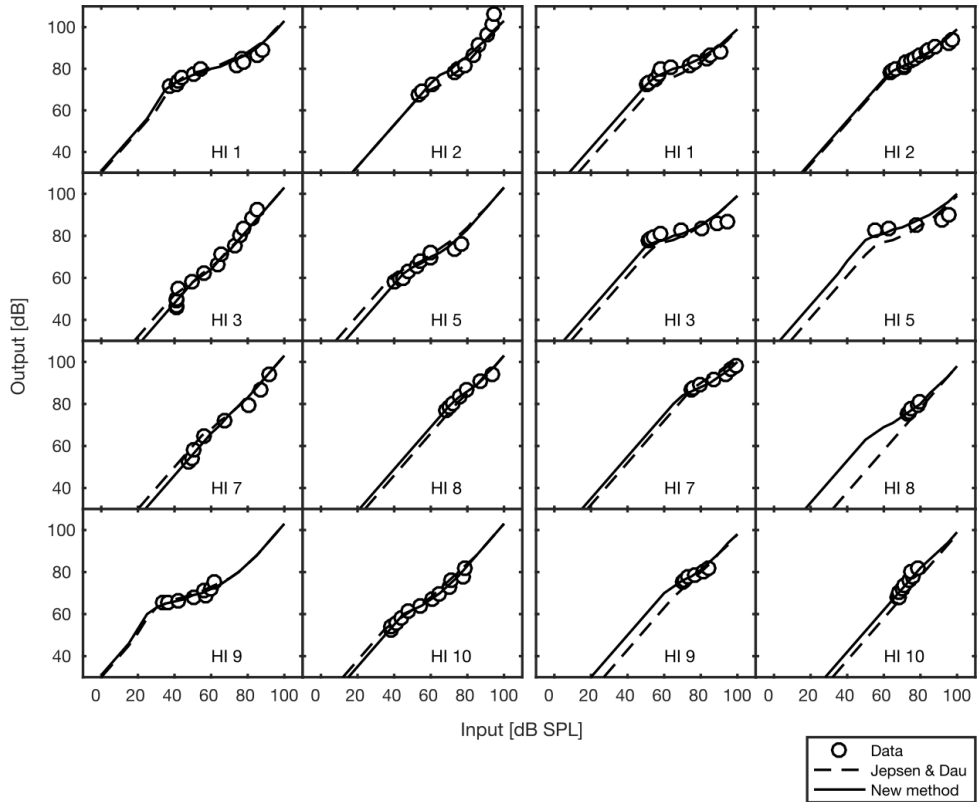 100
80
60
40
HI 1
HI 2
HI 1
HI 2
100
80
60
40
HI 3
HI 5
HI 3
HI 5
Output [dB]
100
80
60
40
HI 7
HI 8
HI 7
HI 8
100
80
60
40
HI 9
HI 10
HI 9
HI 10
0 20 40 60 80 100 0 20 40 60 80 100 0 20 40 60 80 100 0 20 40 60 80 100
Input [dB SPL]
Data
Jepsen & Dau
New method